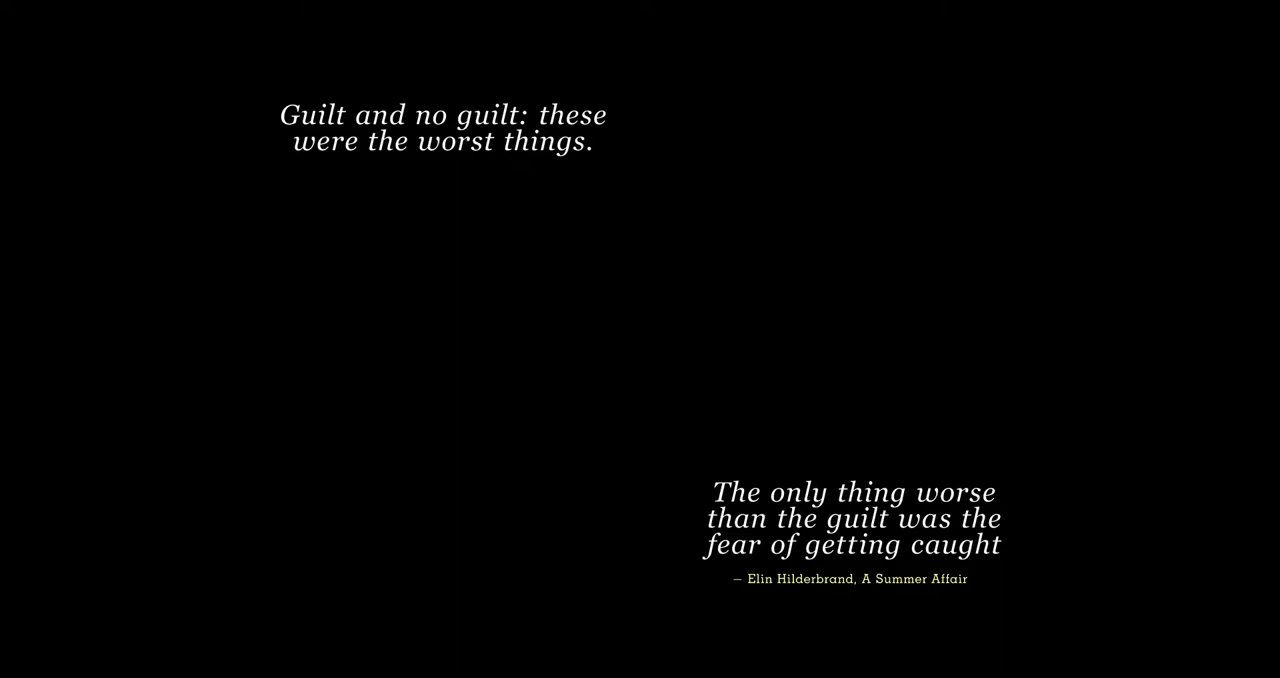 Guilt and no guilt: these
were the worst things.
The only thing worse
than the guilt was the
fear of getting caught
— Elin Hilderbrand, A Summer Affair